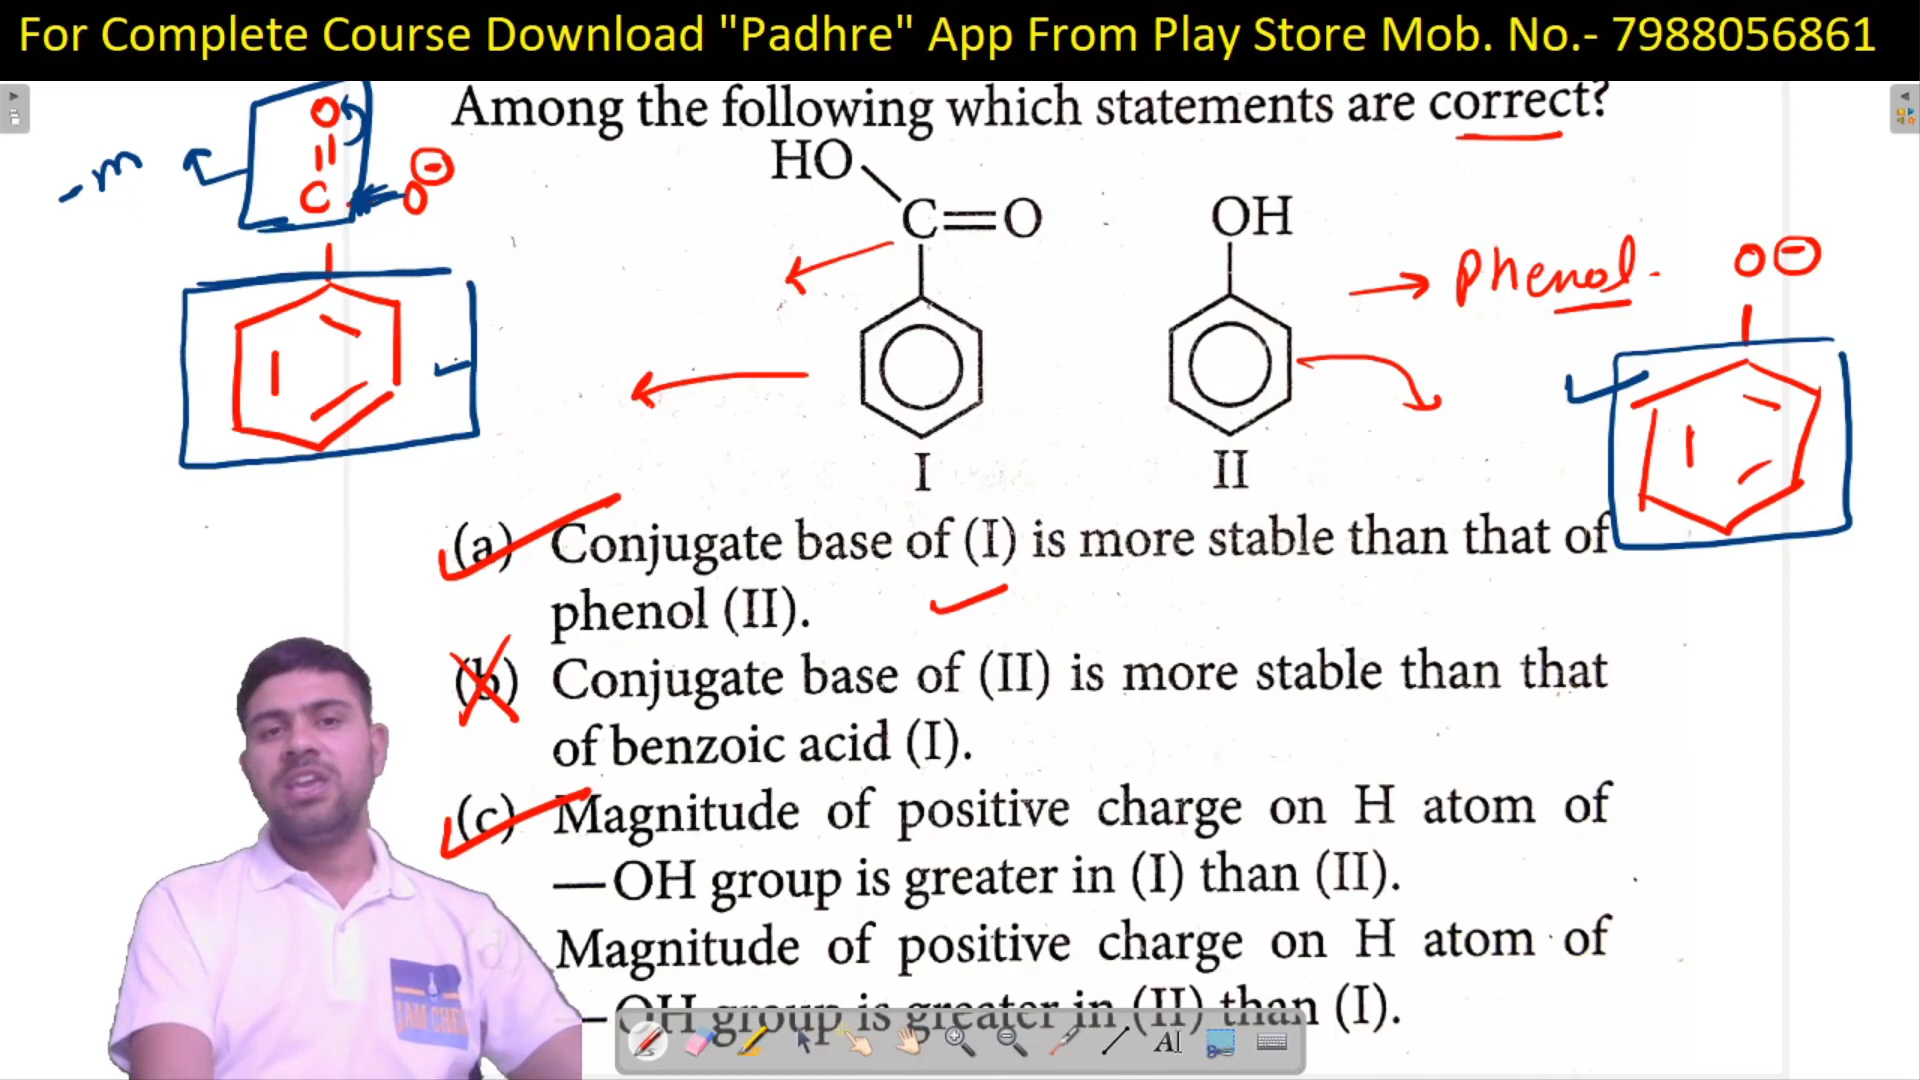 For Complete Course Download "Padhre" App From Play Store Mob. No.- 7988056861
Among the following which statements are correct?
HO
C=O
OH
I
II
-m
O
C
O⊖
→ phenol.
O⊖
(a) Conjugate base of (I) is more stable than that of
phenol (II).
(b) Conjugate base of (II) is more stable than that
of benzoic acid (I).
(c) Magnitude of positive charge on H atom of
—OH group is greater in (I) than (II).
Magnitude of positive charge on H atom of
—OH group is greater in (II) than (I).
JAM CHEM
AI